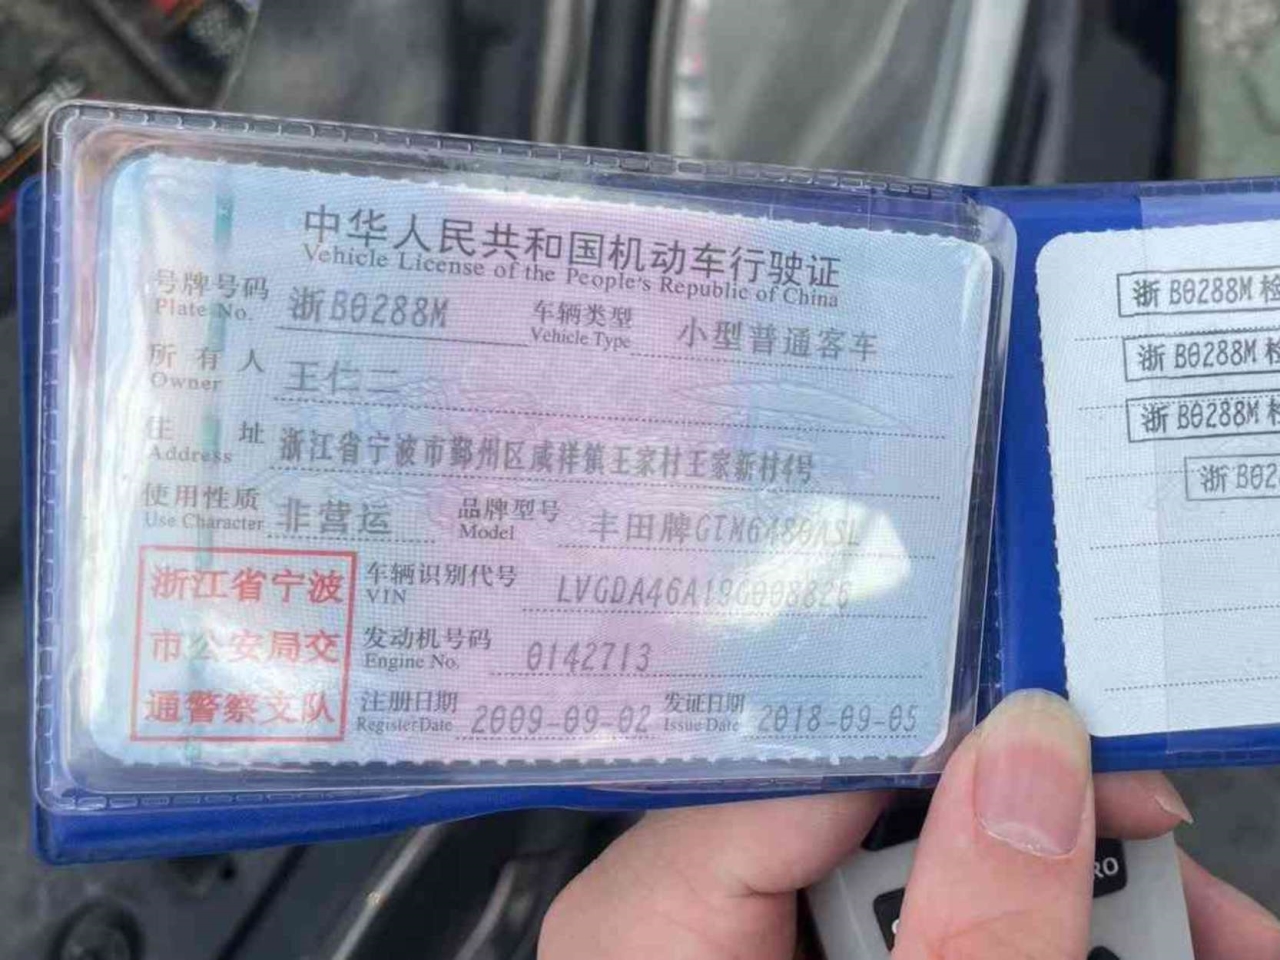 中华人民共和国机动车行驶证
Vehicle License of the People's Republic of China
号牌号码 浙B0288M 车辆类型 小型普通客车
Plate No. Vehicle Type
所有人 王仁二
Owner
住址 浙江省宁波市鄞州区咸祥镇王家村王家新村4号
Address
使用性质 非营运 品牌型号 丰田牌GTM6480ASL
Use Character Model
浙江省宁波
市公安局交
通警察支队
车辆识别代号 LVGDA46A19G008826
VIN
发动机号码 0142713
Engine No.
注册日期 2009-09-02 发证日期 2018-09-05
Register Date Issue Date
浙B0288M检
浙B0288M检
浙B0288M检
浙B02
RO